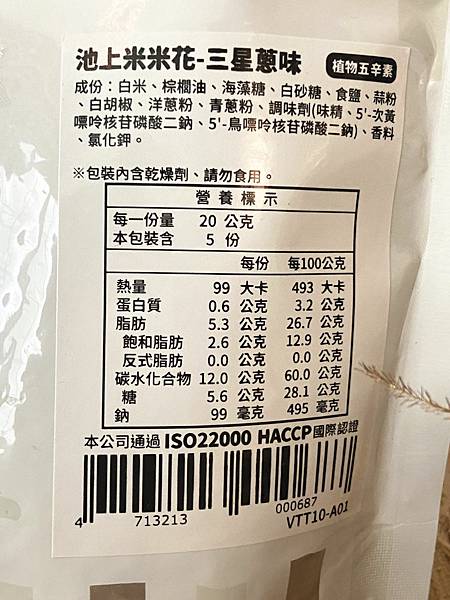 池上米米花-三星蔥味 植物五辛素
成份：白米、棕櫚油、海藻糖、白砂糖、食鹽、蒜粉
、白胡椒、洋蔥粉、青蔥粉、調味劑(味精、5'-次黃
嘌呤核苷磷酸二鈉、5'-鳥嘌呤核苷磷酸二鈉)、香料
、氯化鉀。
※包裝內含乾燥劑、請勿食用。
營養標示
每一份量 20 公克
本包裝含 5 份
每份 每100公克
熱量 99 大卡 493 大卡
蛋白質 0.6 公克 3.2 公克
脂肪 5.3 公克 26.7 公克
飽和脂肪 2.6 公克 12.9 公克
反式脂肪 0.0 公克 0.0 公克
碳水化合物 12.0 公克 60.0 公克
糖 5.6 公克 28.1 公克
鈉 99 毫克 495 毫克
本公司通過 ISO22000 HACCP國際認證
4 713213 000687
VTT10-A01